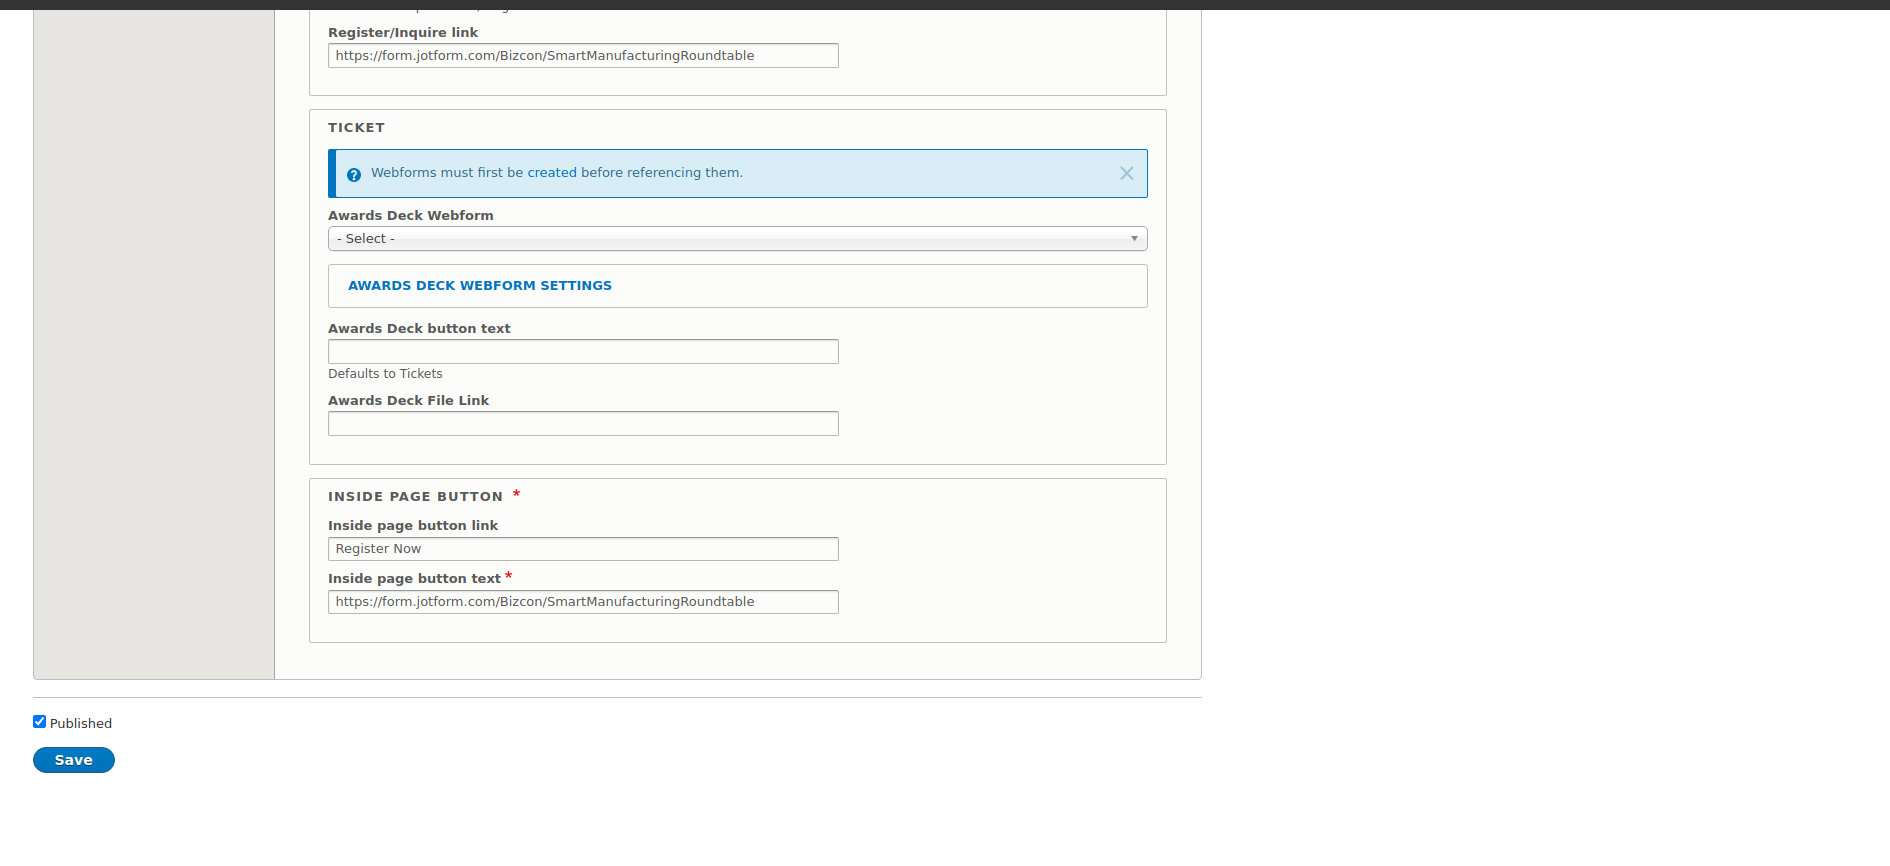 Register/Inquire link
https://form.jotform.com/Bizcon/SmartManufacturingRoundtable
TICKET
Webforms must first be created before referencing them.
Awards Deck Webform
- Select -
AWARDS DECK WEBFORM SETTINGS
Awards Deck button text
Defaults to Tickets
Awards Deck File Link
INSIDE PAGE BUTTON *
Inside page button link
Register Now
Inside page button text *
https://form.jotform.com/Bizcon/SmartManufacturingRoundtable
Published
Save